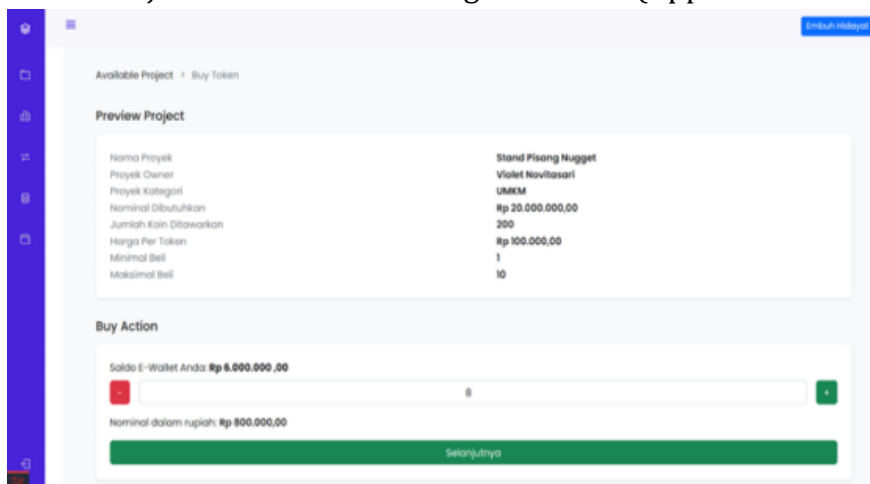 Embuh Hidayat
Available Project > Buy Token
Preview Project
Nama Proyek Stand Pisang Nugget
Proyek Owner Violet Novitasari
Proyek Kategori UMKM
Nominal Dibutuhkan Rp 20.000.000,00
Jumlah Koin Ditawarkan 200
Harga Per Token Rp 100.000,00
Minimal Beli 1
Maksimal Beli 10
Buy Action
Saldo E-Wallet Anda: Rp 6.000.000 ,00
- 8 +
Nominal dalam rupiah: Rp 800.000,00
Selanjutnya